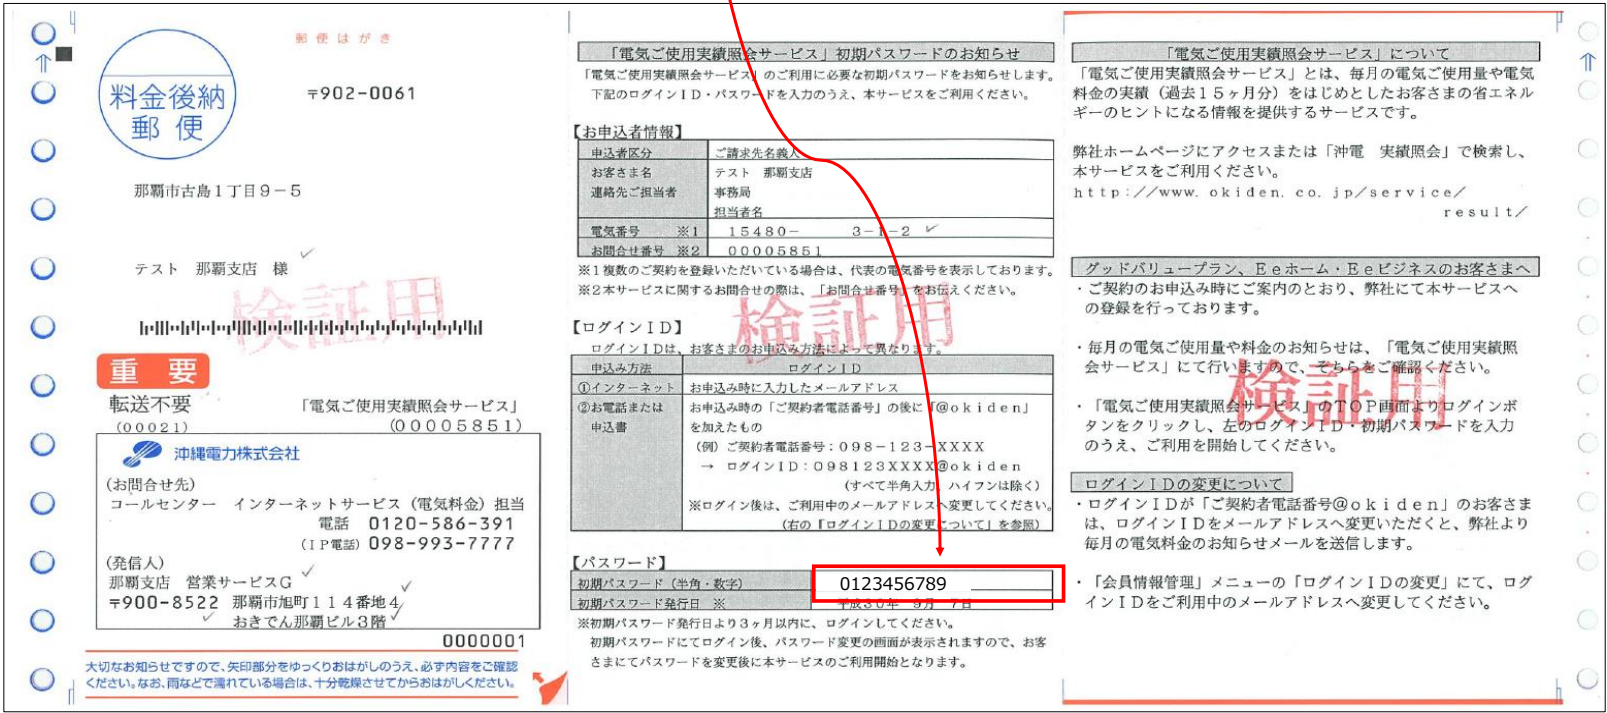 郵便はがき
料金後納
郵便
〒902-0061
那覇市古島1丁目9-5
テスト 那覇支店 様
検証用
重 要
転送不要
「電気ご使用実績照会サービス」
(00021)
(00005851)
沖縄電力株式会社
(お問合せ先)
コールセンター インターネットサービス(電気料金)担当
電話 0120-586-391
(IP電話) 098-993-7777
(発信人)
那覇支店 営業サービスG
〒900-8522 那覇市旭町114番地4
おきでん那覇ビル3階
0000001
大切なお知らせですので、矢印部分をゆっくりおはがしのうえ、必ず内容をご確認
ください。なお、雨などで濡れている場合は、十分乾燥させてからおはがしください。
「電気ご使用実績照会サービス」初期パスワードのお知らせ
「電気ご使用実績照会サービス」のご利用に必要な初期パスワードをお知らせします。
下記のログインID・パスワードを入力のうえ、本サービスをご利用ください。
【お申込者情報】
申込者区分 ご請求先名義人
お客さま名 テスト 那覇支店
連絡先ご担当者 事務局
担当者名
電気番号 ※1 15480- 3-1-2
お問合せ番号 ※2 00005851
※1複数のご契約を登録いただいている場合は、代表の電気番号を表示しております。
※2本サービスに関するお問合せの際は、「お問合せ番号」をお伝えください。
検証用
【ログインID】
ログインIDは、お客さまのお申込み方法によって異なります。
申込み方法 ログインID
①インターネット お申込み時に入力したメールアドレス
②お電話または お申込み時の「ご契約者電話番号」の後に「@okiden」
申込書 を加えたもの
(例)ご契約者電話番号:098-123-XXXX
→ ログインID:098123XXXX@okiden
(すべて半角入力、ハイフンは除く)
※ログイン後は、ご利用中のメールアドレスへ変更してください。
(右の『ログインIDの変更について』を参照)
【パスワード】
初期パスワード(半角・数字) 0123456789
初期パスワード発行日 ※ 平成30年 9月 7日
※初期パスワード発行日より3ヶ月以内に、ログインしてください。
初期パスワードにてログイン後、パスワード変更の画面が表示されますので、お客
さまにてパスワードを変更後に本サービスのご利用開始となります。
「電気ご使用実績照会サービス」について
「電気ご使用実績照会サービス」とは、毎月の電気ご使用量や電気
料金の実績(過去15ヶ月分)をはじめとしたお客さまの省エネル
ギーのヒントになる情報を提供するサービスです。
弊社ホームページにアクセスまたは「沖電 実績照会」で検索し、
本サービスをご利用ください。
http://www.okiden.co.jp/service/
result/
グッドバリュープラン、Eeホーム・Eeビジネスのお客さまへ
・ご契約のお申込み時にご案内のとおり、弊社にて本サービスへ
の登録を行っております。
・毎月の電気ご使用量や料金のお知らせは、「電気ご使用実績照
会サービス」にて行いますので、そちらをご確認ください。
検証用
・「電気ご使用実績照会サービス」のTOP画面よりログインボ
タンをクリックし、左のログインID・初期パスワードを入力
のうえ、ご利用を開始してください。
ログインIDの変更について
・ログインIDが「ご契約者電話番号@okiden」のお客さま
は、ログインIDをメールアドレスへ変更いただくと、弊社より
毎月の電気料金のお知らせメールを送信します。
・「会員情報管理」メニューの「ログインIDの変更」にて、ログ
インIDをご利用中のメールアドレスへ変更してください。